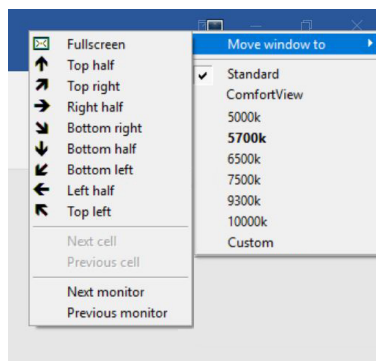 Fullscreen
Top half
Top right
Right half
Bottom right
Bottom half
Bottom left
Left half
Top left
Next cell
Previous cell
Next monitor
Previous monitor
Move window to
Standard
ComfortView
5000k
5700k
6500k
7500k
9300k
10000k
Custom